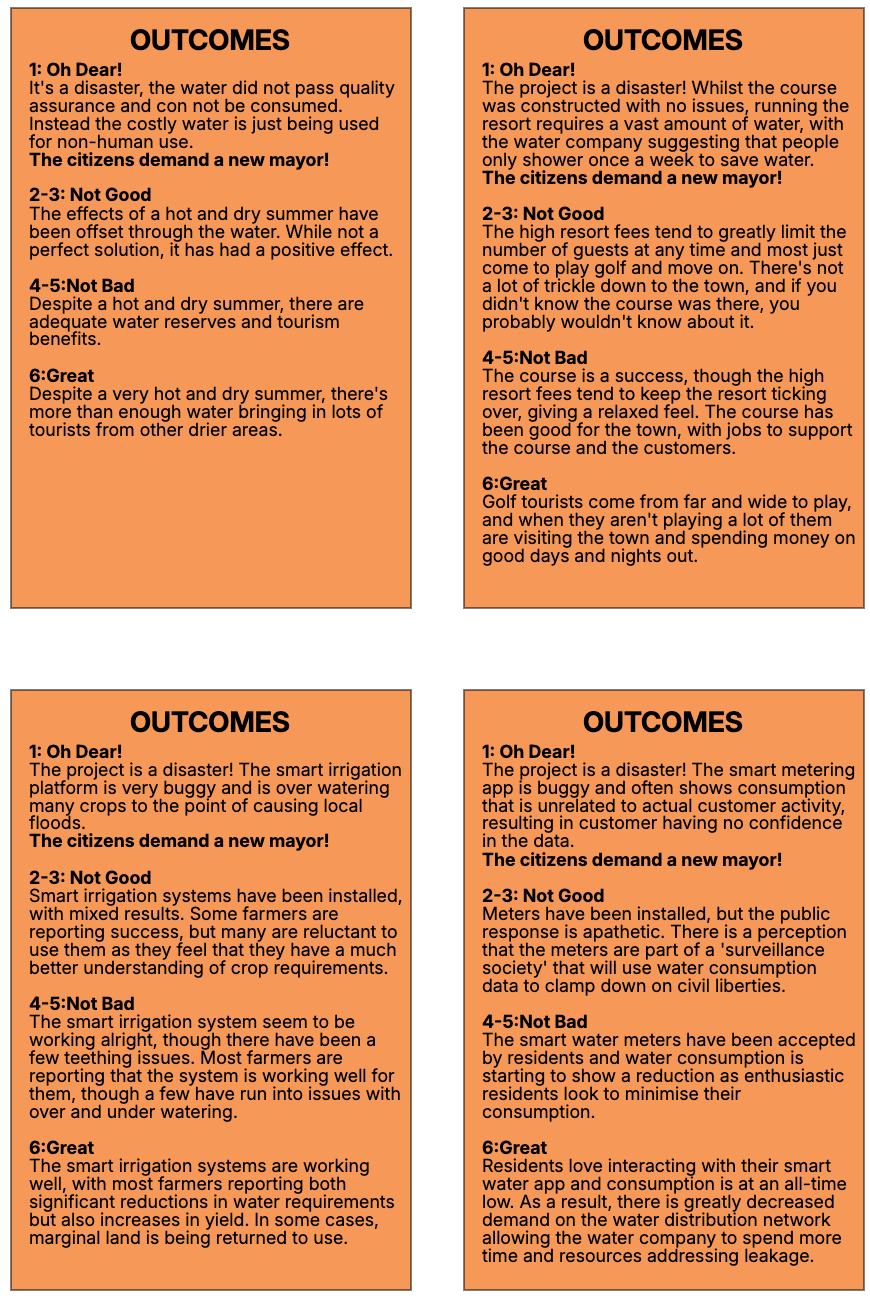 OUTCOMES
1: Oh Dear!
It's a disaster, the water did not pass quality
assurance and con not be consumed.
Instead the costly water is just being used
for non-human use.
The citizens demand a new mayor!
2-3: Not Good
The effects of a hot and dry summer have
been offset through the water. While not a
perfect solution, it has had a positive effect.
4-5:Not Bad
Despite a hot and dry summer, there are
adequate water reserves and tourism
benefits.
6:Great
Despite a very hot and dry summer, there's
more than enough water bringing in lots of
tourists from other drier areas.
OUTCOMES
1: Oh Dear!
The project is a disaster! Whilst the course
was constructed with no issues, running the
resort requires a vast amount of water, with
the water company suggesting that people
only shower once a week to save water.
The citizens demand a new mayor!
2-3: Not Good
The high resort fees tend to greatly limit the
number of guests at any time and most just
come to play golf and move on. There's not
a lot of trickle down to the town, and if you
didn't know the course was there, you
probably wouldn't know about it.
4-5:Not Bad
The course is a success, though the high
resort fees tend to keep the resort ticking
over, giving a relaxed feel. The course has
been good for the town, with jobs to support
the course and the customers.
6:Great
Golf tourists come from far and wide to play,
and when they aren't playing a lot of them
are visiting the town and spending money on
good days and nights out.
OUTCOMES
1: Oh Dear!
The project is a disaster! The smart irrigation
platform is very buggy and is over watering
many crops to the point of causing local
floods.
The citizens demand a new mayor!
2-3: Not Good
Smart irrigation systems have been installed,
with mixed results. Some farmers are
reporting success, but many are reluctant to
use them as they feel that they have a much
better understanding of crop requirements.
4-5:Not Bad
The smart irrigation system seem to be
working alright, though there have been a
few teething issues. Most farmers are
reporting that the system is working well for
them, though a few have run into issues with
over and under watering.
6:Great
The smart irrigation systems are working
well, with most farmers reporting both
significant reductions in water requirements
but also increases in yield. In some cases,
marginal land is being returned to use.
OUTCOMES
1: Oh Dear!
The project is a disaster! The smart metering
app is buggy and often shows consumption
that is unrelated to actual customer activity,
resulting in customer having no confidence
in the data.
The citizens demand a new mayor!
2-3: Not Good
Meters have been installed, but the public
response is apathetic. There is a perception
that the meters are part of a 'surveillance
society' that will use water consumption
data to clamp down on civil liberties.
4-5:Not Bad
The smart water meters have been accepted
by residents and water consumption is
starting to show a reduction as enthusiastic
residents look to minimise their
consumption.
6:Great
Residents love interacting with their smart
water app and consumption is at an all-time
low. As a result, there is greatly decreased
demand on the water distribution network
allowing the water company to spend more
time and resources addressing leakage.